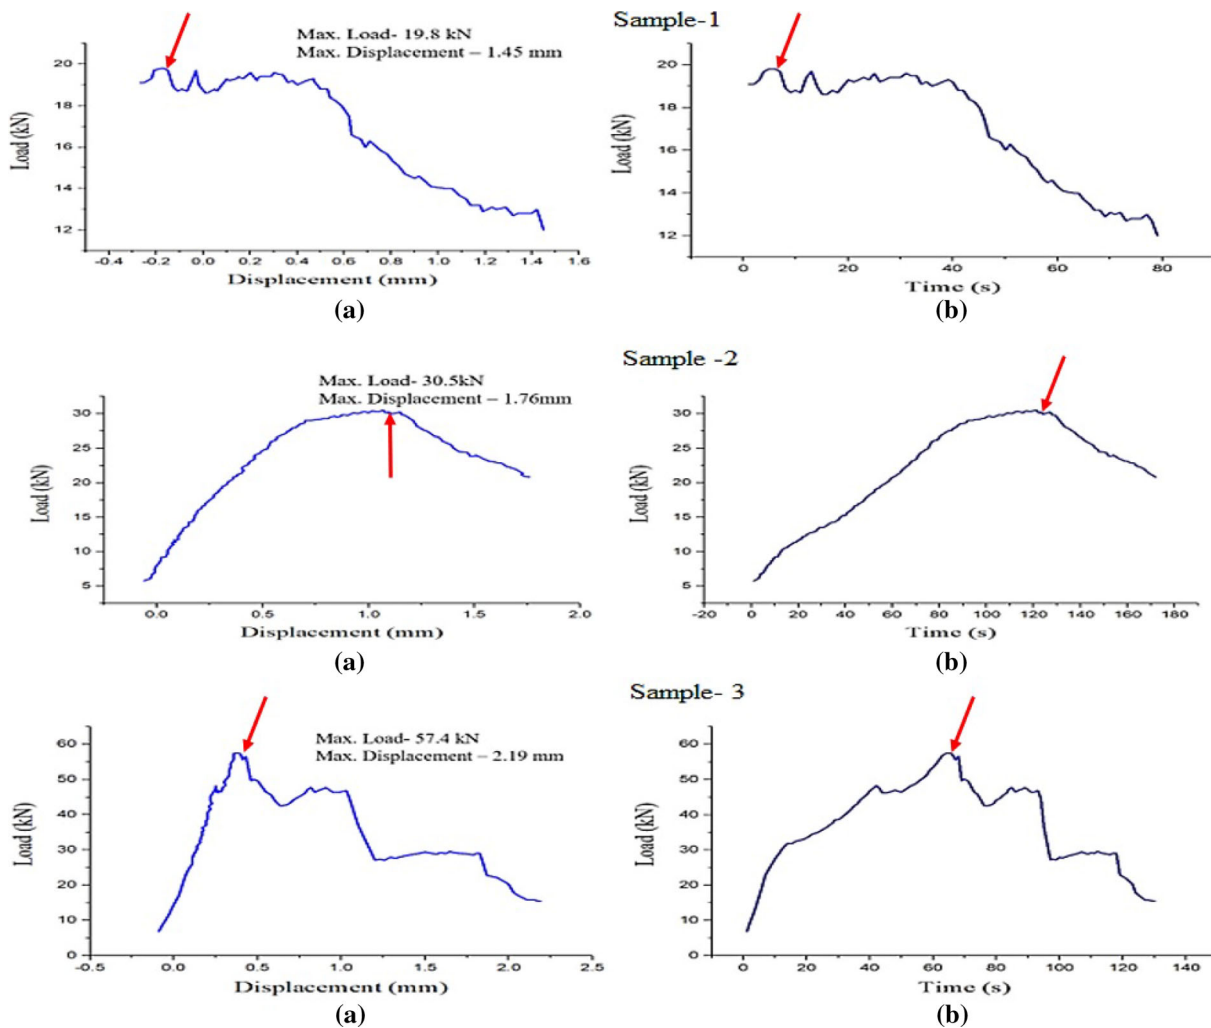 Sample-1
Max. Load- 19.8 kN
Max. Displacement – 1.45 mm
Load (kN)
20
18
16
14
12
-0.4 -0.2 0.0 0.2 0.4 0.6 0.8 1.0 1.2 1.4 1.6
Displacement (mm)
(a)
Load (kN)
20
18
16
14
12
0 20 40 60 80
Time (s)
(b)
Sample -2
Max. Load- 30.5kN
Max. Displacement – 1.76mm
Load (kN)
30
25
20
15
10
5
0.0 0.5 1.0 1.5 2.0
Displacement (mm)
(a)
Load (kN)
30
25
20
15
10
5
-20 0 20 40 60 80 100 120 140 160 180
Time (s)
(b)
Sample- 3
Max. Load- 57.4 kN
Max. Displacement – 2.19 mm
Load (kN)
60
50
40
30
20
10
0
-0.5 0.0 0.5 1.0 1.5 2.0 2.5
Displacement (mm)
(a)
Load (kN)
60
50
40
30
20
10
0
0 20 40 60 80 100 120 140
Time (s)
(b)